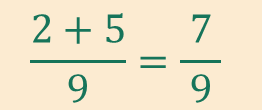 2 + 5 / 9 = 7 / 9